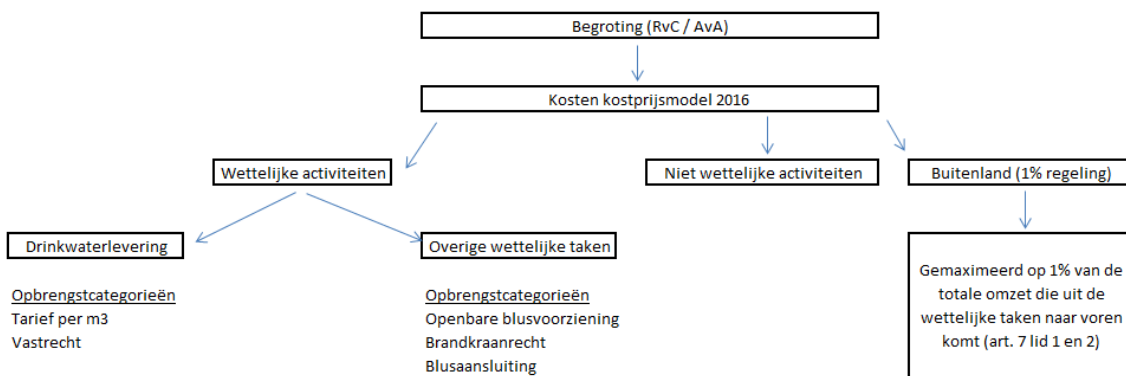 Begroting (RvC / AvA)
Kosten kostprijsmodel 2016
Wettelijke activiteiten
Niet wettelijke activiteiten
Buitenland (1% regeling)
Drinkwaterlevering
Overige wettelijke taken
Opbrengstcategorieën
Tarief per m3
Vastrecht
Opbrengstcategorieën
Openbare blusvoorziening
Brandkraanrecht
Blusaansluiting
Gemaximeerd op 1% van de
totale omzet die uit de
wettelijke taken naar voren
komt (art. 7 lid 1 en 2)